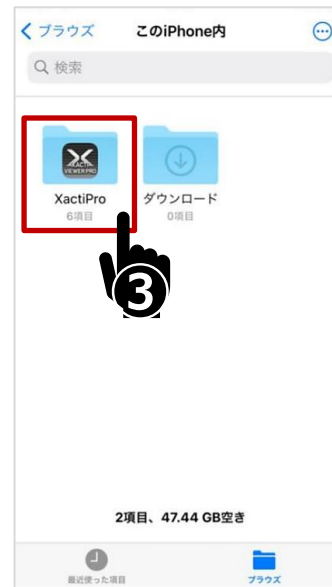 ブラウズ
このiPhone内
検索
XACTI
VIEWER PRO
XactiPro
6項目
ダウンロード
0項目
③
2項目、47.44 GB空き
最近使った項目
ブラウズ